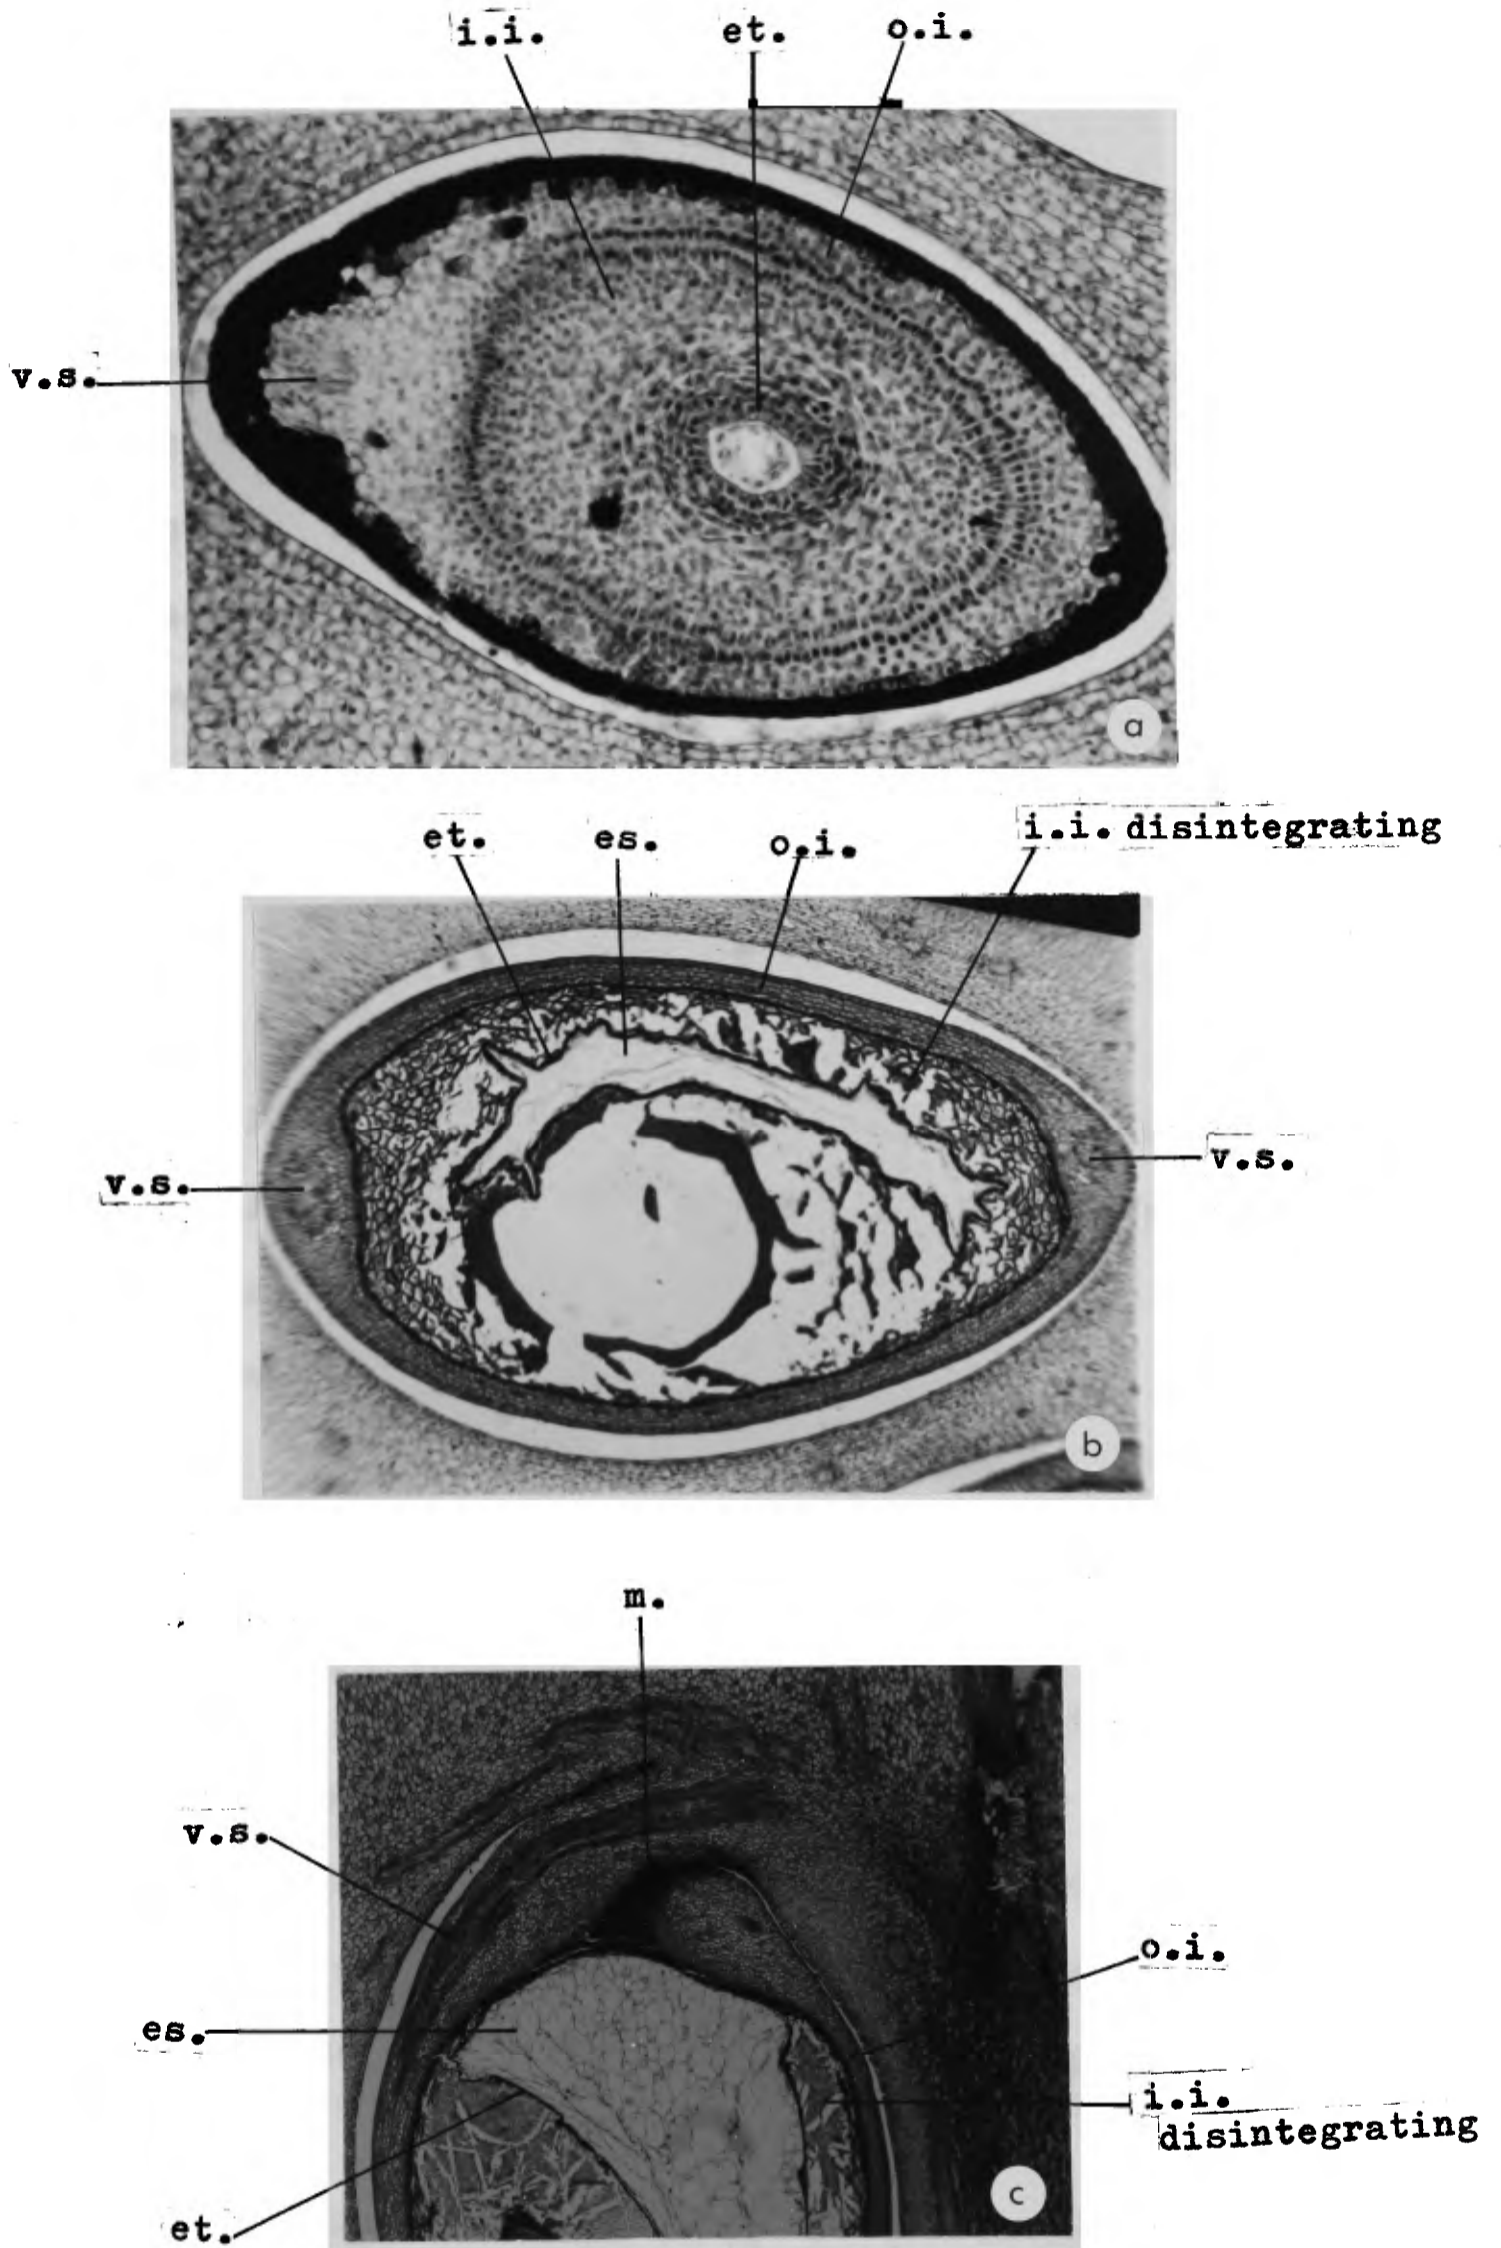 i.i. et. o.i.
v.s.
a
et. es. o.i. i.i. disintegrating
v.s. v.s.
b
m.
v.s.
o.i.
es.
i.i.
disintegrating
c
et.